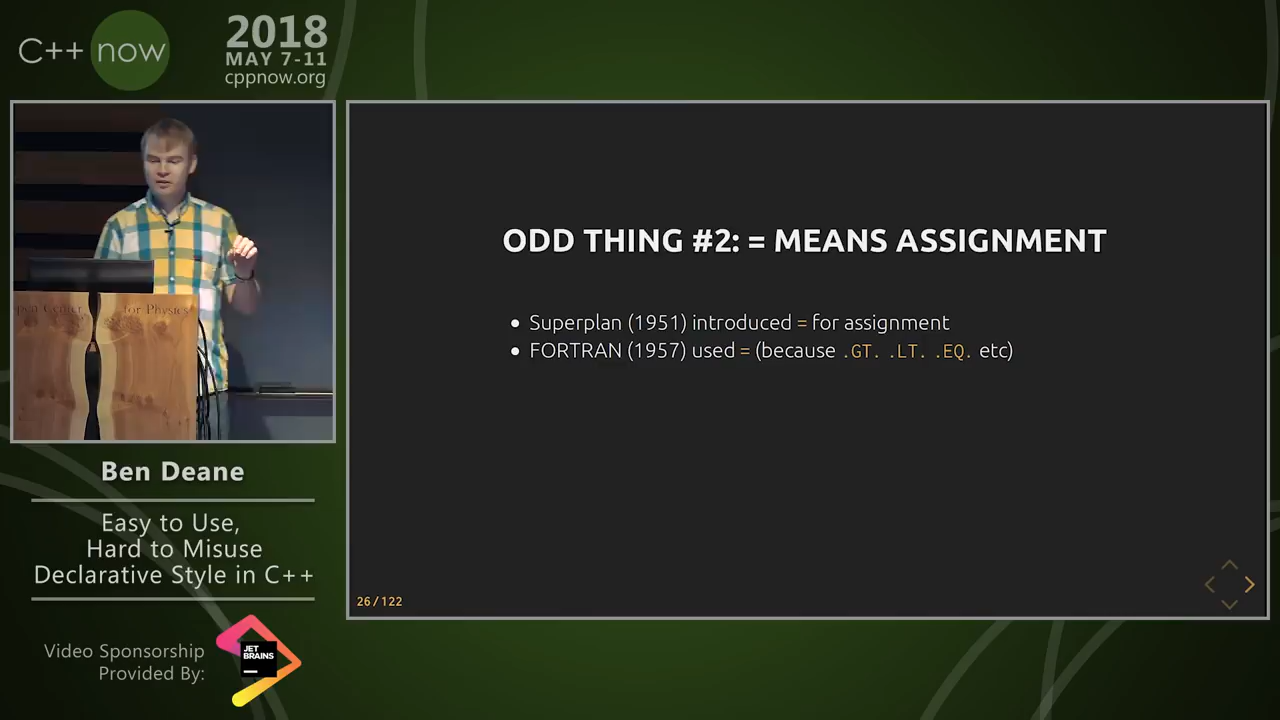 C++ now
2018
MAY 7-11
cppnow.org
for Physics
Ben Deane
Easy to Use,
Hard to Misuse
Declarative Style in C++
Video Sponsorship
Provided By:
JET
BRAINS
ODD THING #2: = MEANS ASSIGNMENT
• Superplan (1951) introduced = for assignment
• FORTRAN (1957) used = (because .GT. .LT. .EQ. etc)
26/122